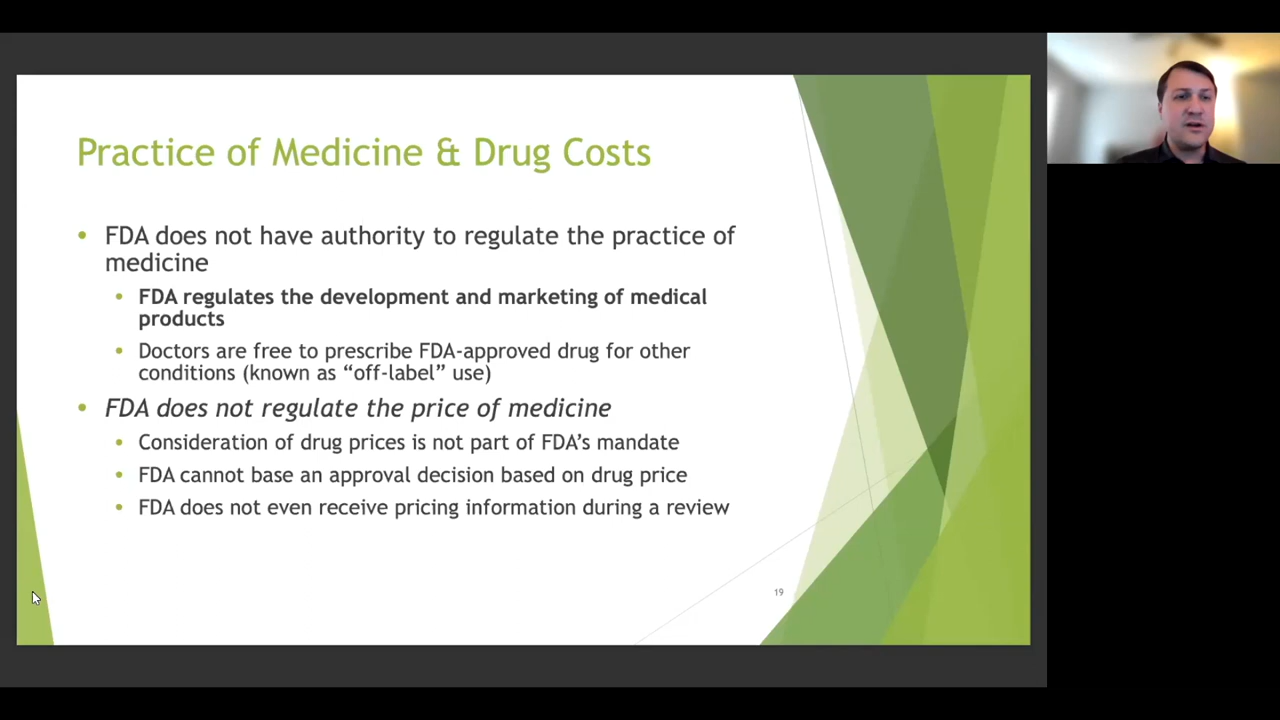 Practice of Medicine & Drug Costs
• FDA does not have authority to regulate the practice of
medicine
• FDA regulates the development and marketing of medical
products
• Doctors are free to prescribe FDA-approved drug for other
conditions (known as “off-label” use)
• FDA does not regulate the price of medicine
• Consideration of drug prices is not part of FDA’s mandate
• FDA cannot base an approval decision based on drug price
• FDA does not even receive pricing information during a review
19